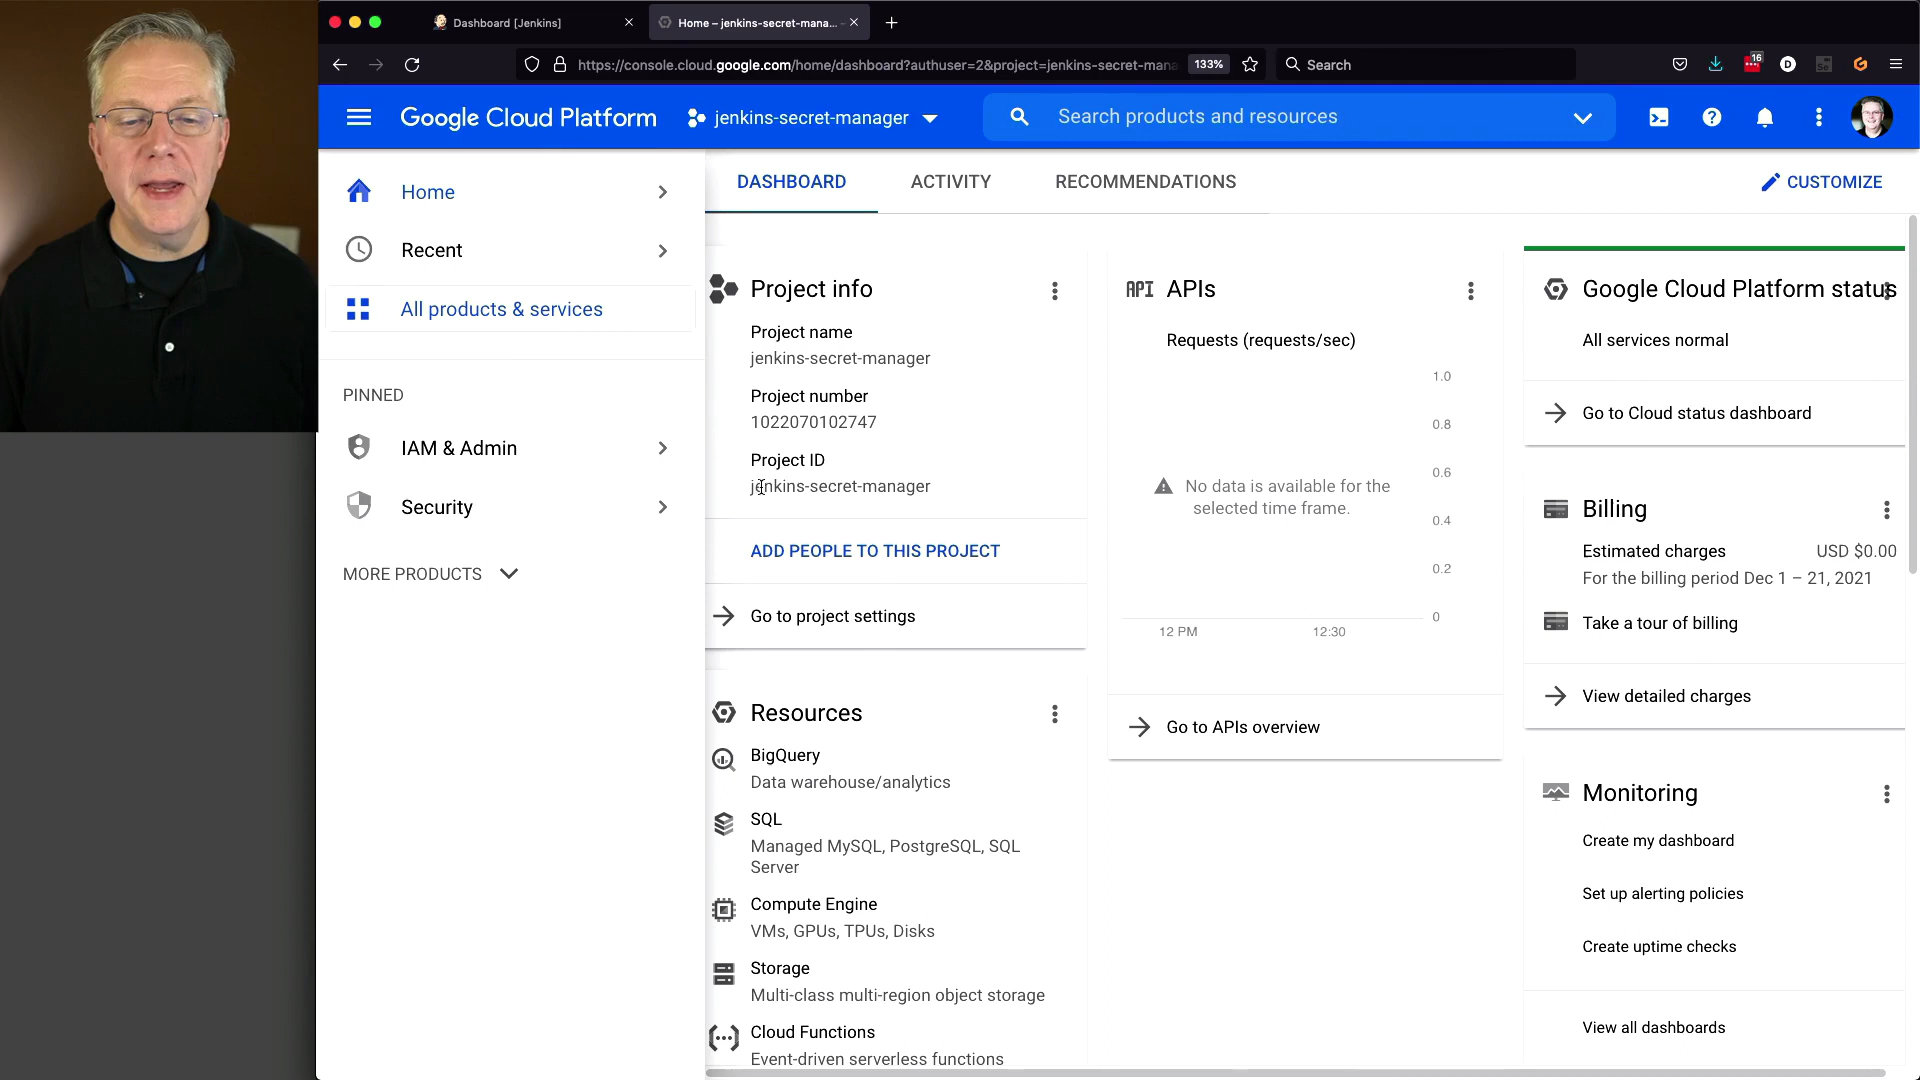 Dashboard [Jenkins]
Home – jenkins-secret-mana...
https://console.cloud.google.com/home/dashboard?authuser=2&project=jenkins-secret-mana
133%
Search
16
Google Cloud Platform
jenkins-secret-manager
Search products and resources
Home
Recent
All products & services
PINNED
IAM & Admin
Security
MORE PRODUCTS
DASHBOARD
ACTIVITY
RECOMMENDATIONS
CUSTOMIZE
Project info
Project name
jenkins-secret-manager
Project number
1022070102747
Project ID
jenkins-secret-manager
ADD PEOPLE TO THIS PROJECT
Go to project settings
Resources
BigQuery
Data warehouse/analytics
SQL
Managed MySQL, PostgreSQL, SQL
Server
Compute Engine
VMs, GPUs, TPUs, Disks
Storage
Multi-class multi-region object storage
Cloud Functions
Event-driven serverless functions
API APIs
Requests (requests/sec)
1.0
0.8
0.6
0.4
0.2
0
No data is available for the
selected time frame.
12 PM
12:30
Go to APIs overview
Google Cloud Platform status
All services normal
Go to Cloud status dashboard
Billing
Estimated charges
USD $0.00
For the billing period Dec 1 – 21, 2021
Take a tour of billing
View detailed charges
Monitoring
Create my dashboard
Set up alerting policies
Create uptime checks
View all dashboards